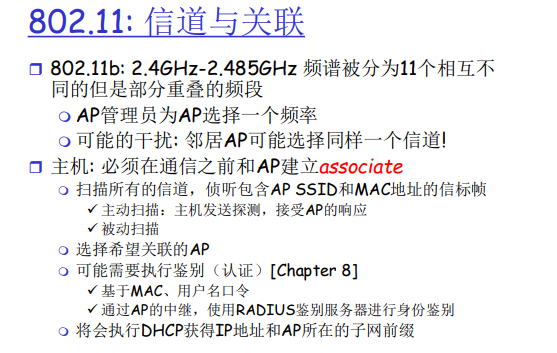 802.11: 信道与关联
802.11b: 2.4GHz-2.485GHz 频谱被分为11个相互不
同的但是部分重叠的频段
AP管理员为AP选择一个频率
可能的干扰: 邻居AP可能选择同样一个信道!
主机: 必须在通信之前和AP建立associate
扫描所有的信道，侦听包含AP SSID和MAC地址的信标帧
✓ 主动扫描：主机发送探测，接受AP的响应
✓ 被动扫描
选择希望关联的AP
可能需要执行鉴别（认证）[Chapter 8]
✓ 基于MAC、用户名口令
✓ 通过AP的中继，使用RADIUS鉴别服务器进行身份鉴别
将会执行DHCP获得IP地址和AP所在的子网前缀